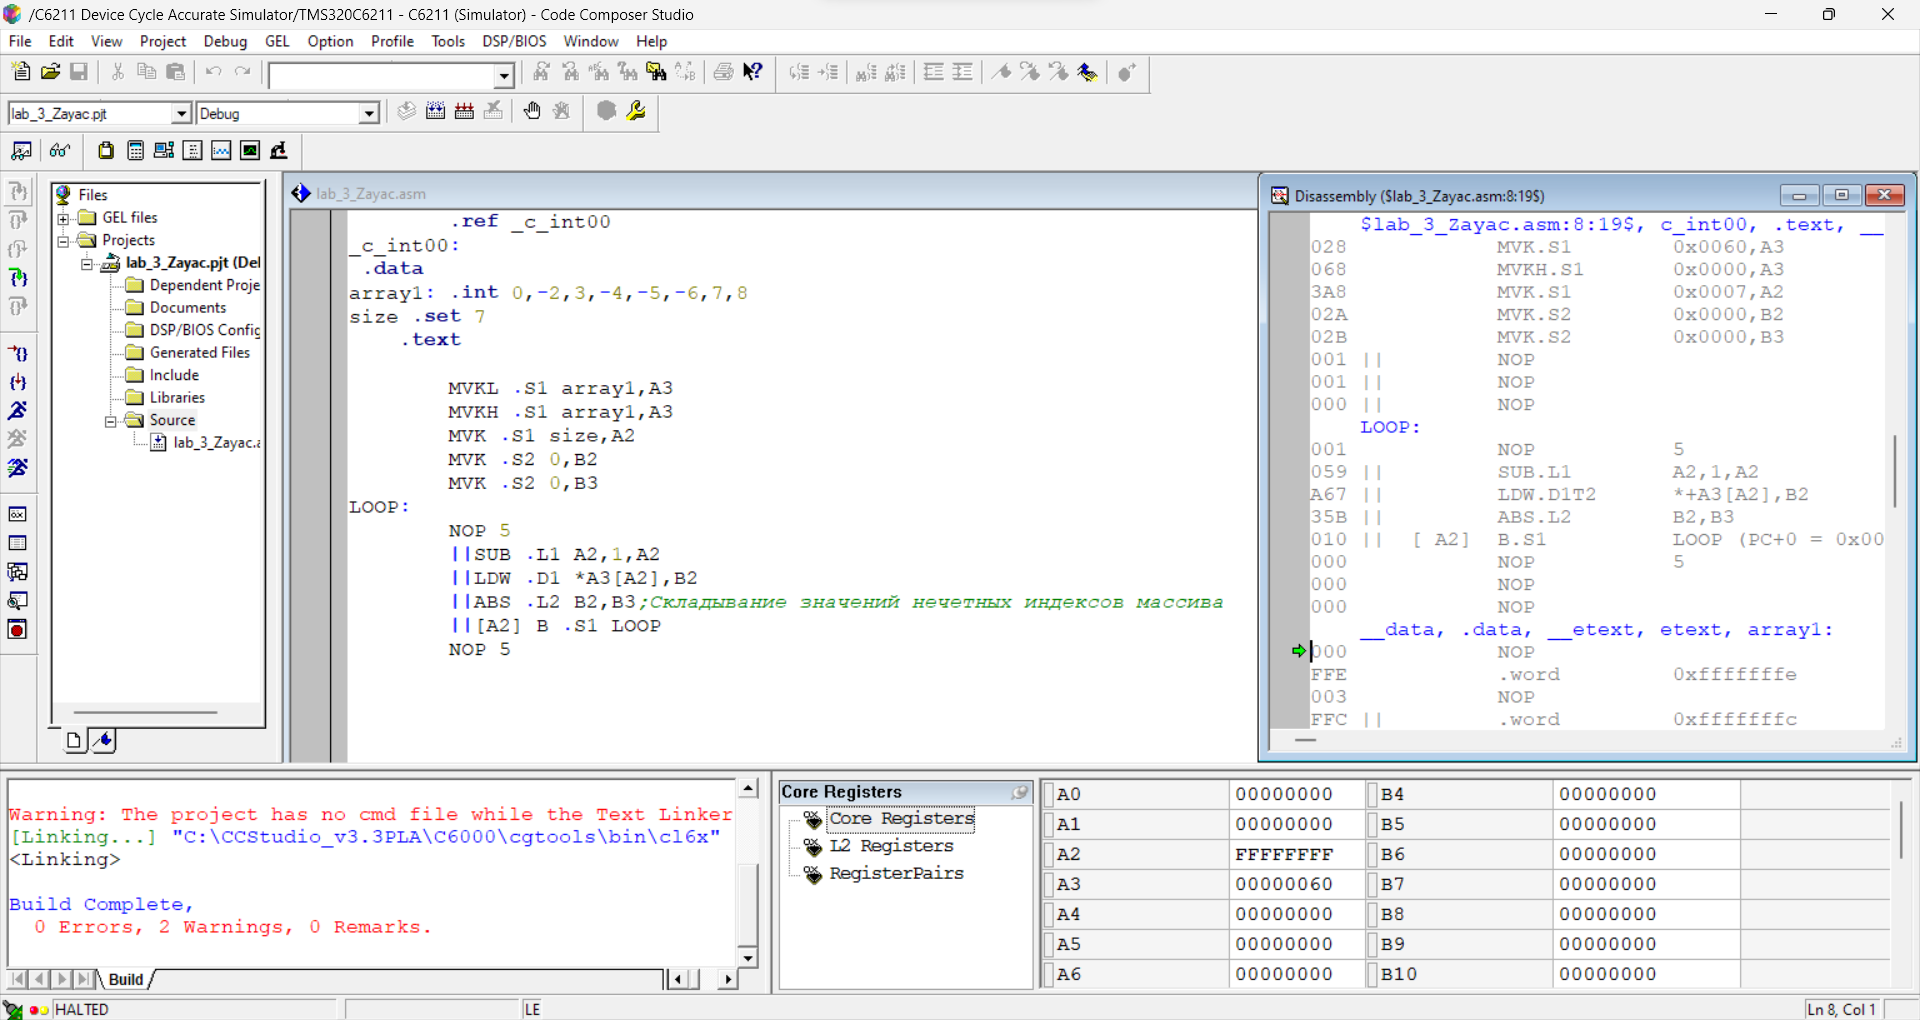 /C6211 Device Cycle Accurate Simulator/TMS320C6211 - C6211 (Simulator) - Code Composer Studio
File Edit View Project Debug GEL Option Profile Tools DSP/BIOS Window Help
lab_3_Zayac.pjt Debug
Files
GEL files
Projects
lab_3_Zayac.pjt (Del
Dependent Proje
Documents
DSP/BIOS Config
Generated Files
Include
Libraries
Source
lab_3_Zayac.a
lab_3_Zayac.asm
.ref _c_int00
_c_int00:
.data
array1: .int 0,-2,3,-4,-5,-6,7,8
size .set 7
.text
MVKL .S1 array1,A3
MVKH .S1 array1,A3
MVK .S1 size,A2
MVK .S2 0,B2
MVK .S2 0,B3
LOOP:
NOP 5
||SUB .L1 A2,1,A2
||LDW .D1 *A3[A2],B2
||ABS .L2 B2,B3;Складывание значений нечетных индексов массива
||[A2] B .S1 LOOP
NOP 5
Disassembly ($lab_3_Zayac.asm:8:19$)
$lab_3_Zayac.asm:8:19$, c_int00, .text, __
028 MVK.S1 0x0060,A3
068 MVKH.S1 0x0000,A3
3A8 MVK.S1 0x0007,A2
02A MVK.S2 0x0000,B2
02B MVK.S2 0x0000,B3
001 || NOP
001 || NOP
000 || NOP
LOOP:
001 NOP 5
059 || SUB.L1 A2,1,A2
A67 || LDW.D1T2 *+A3[A2],B2
35B || ABS.L2 B2,B3
010 || [ A2] B.S1 LOOP (PC+0 = 0x00
000 NOP 5
000 NOP
000 NOP
__data, .data, __etext, etext, array1:
000 NOP
FFE .word 0xfffffffe
003 NOP
FFC || .word 0xfffffffc
Warning: The project has no cmd file while the Text Linker
[Linking...] "C:\CCStudio_v3.3PLA\C6000\cgtools\bin\cl6x"
<Linking>
Build Complete,
0 Errors, 2 Warnings, 0 Remarks.
Build
Core Registers
Core Registers
L2 Registers
RegisterPairs
A0 00000000 B4 00000000
A1 00000000 B5 00000000
A2 FFFFFFFF B6 00000000
A3 00000060 B7 00000000
A4 00000000 B8 00000000
A5 00000000 B9 00000000
A6 00000000 B10 00000000
HALTED LE Ln 8, Col 1